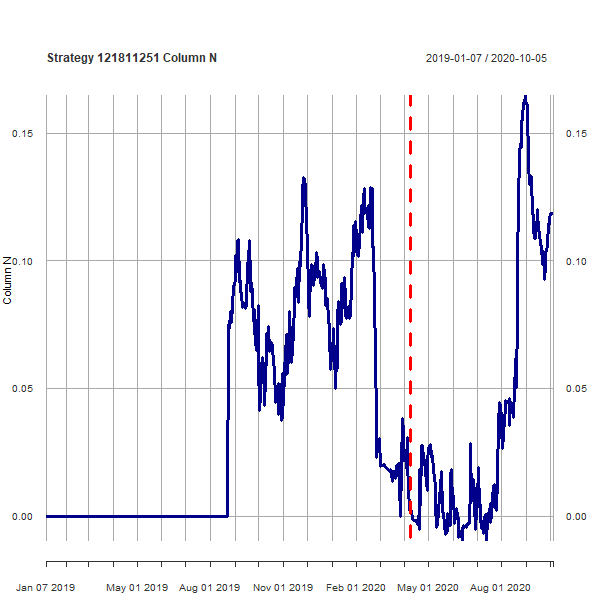 Strategy 121811251 Column N
2019-01-07 / 2020-10-05
Column N
0.15
0.10
0.05
0.00
0.15
0.10
0.05
0.00
Jan 07 2019
May 01 2019
Aug 01 2019
Nov 01 2019
Feb 01 2020
May 01 2020
Aug 01 2020